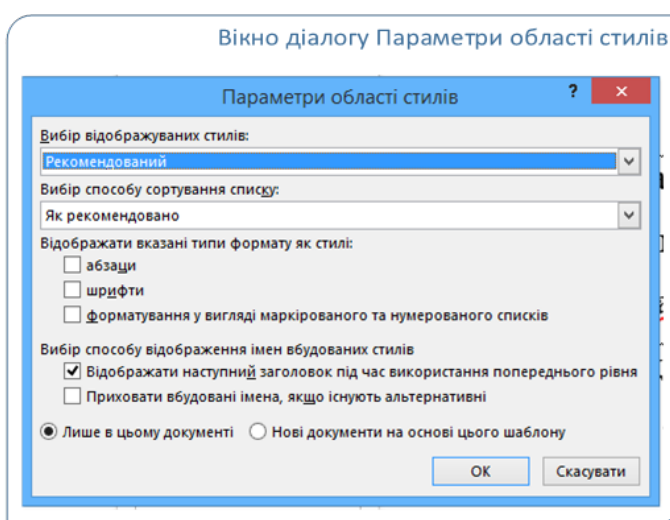 Вікно діалогу Параметри області стилів
Параметри області стилів
Вибір відображуваних стилів:
Рекомендований
Вибір способу сортування списку:
Як рекомендовано
Відображати вказані типи формату як стилі:
абзаци
шрифти
форматування у вигляді маркірованого та нумерованого списків
Вибір способу відображення імен вбудованих стилів
Відображати наступний заголовок під час використання попереднього рівня
Приховати вбудовані імена, якщо існують альтернативні
Лише в цьому документі Нові документи на основі цього шаблону
ОК Скасувати